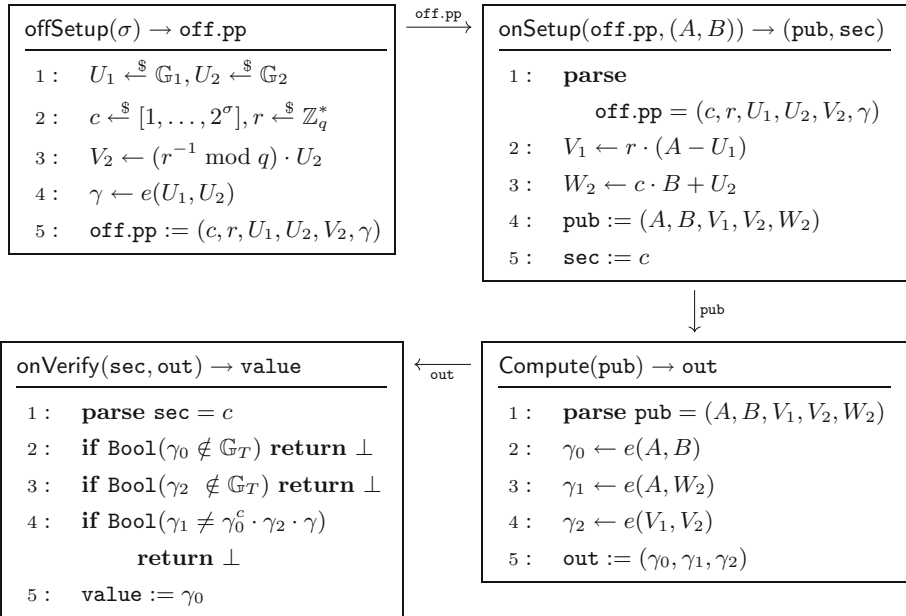 offSetup(σ) → off.pp
1 : U₁ ←$ 𝔾₁, U₂ ←$ 𝔾₂
2 : c ←$ [1, . . . , 2^σ], r ←$ ℤ*_q
3 : V₂ ← (r⁻¹ mod q) · U₂
4 : γ ← e(U₁, U₂)
5 : off.pp := (c, r, U₁, U₂, V₂, γ)
off.pp
onSetup(off.pp, (A, B)) → (pub, sec)
1 : parse
off.pp = (c, r, U₁, U₂, V₂, γ)
2 : V₁ ← r · (A − U₁)
3 : W₂ ← c · B + U₂
4 : pub := (A, B, V₁, V₂, W₂)
5 : sec := c
pub
onVerify(sec, out) → value
1 : parse sec = c
2 : if Bool(γ₀ ∉ 𝔾_T) return ⊥
3 : if Bool(γ₂ ∉ 𝔾_T) return ⊥
4 : if Bool(γ₁ ≠ γ₀^c · γ₂ · γ)
return ⊥
5 : value := γ₀
out
Compute(pub) → out
1 : parse pub = (A, B, V₁, V₂, W₂)
2 : γ₀ ← e(A, B)
3 : γ₁ ← e(A, W₂)
4 : γ₂ ← e(V₁, V₂)
5 : out := (γ₀, γ₁, γ₂)